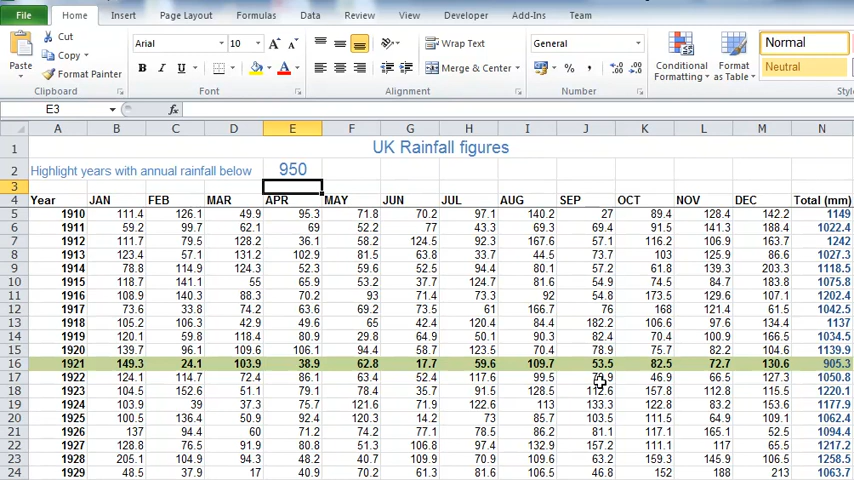 File Home Insert Page Layout Formulas Data Review View Developer Add-Ins Team
Paste Cut Copy Format Painter Clipboard
Arial 10 A A B I U A Font
Wrap Text Merge & Center Alignment
General % , Number
Conditional Formatting Format as Table Normal Neutral
E3 fx
A B C D E F G H I J K L M N
1 UK Rainfall figures
2 Highlight years with annual rainfall below 950
3
4 Year JAN FEB MAR APR MAY JUN JUL AUG SEP OCT NOV DEC Total (mm)
5 1910 111.4 126.1 49.9 95.3 71.8 70.2 97.1 140.2 27 89.4 128.4 142.2 1149
6 1911 59.2 99.7 62.1 69 52.2 77 43.3 69.3 69.4 91.5 141.3 188.4 1022.4
7 1912 111.7 79.5 128.2 36.1 58.2 124.5 92.3 167.6 57.1 116.2 106.9 163.7 1242
8 1913 123.4 57.1 131.2 102.9 81.5 63.8 33.7 44.5 73.7 103 125.9 86.6 1027.3
9 1914 78.8 114.9 124.3 52.3 59.6 52.5 94.4 80.1 57.2 61.8 139.3 203.3 1118.5
10 1915 118.7 141.1 55 65.9 53.2 37.7 124.7 81.6 54.9 74.5 84.7 183.8 1075.8
11 1916 108.9 140.3 88.3 70.2 93 71.4 73.3 92 54.8 173.5 129.6 107.1 1202.4
12 1917 73.6 33.8 74.2 63.6 69.2 73.5 61 166.7 76 168 121.4 61.5 1042.5
13 1918 105.2 123.3 42.9 49.6 65 42.4 120.4 84.4 182.2 106.6 97.6 134.4 1137
14 1919 120.1 59.8 118.4 80.9 29.8 64.9 50.1 90.3 82.4 70.4 100.9 166.5 1034.5
15 1920 139.7 96.1 109.6 106.1 94.4 58.7 123.5 70.4 78.9 75.7 82.2 104.6 1139.9
16 1921 149.3 24.1 103.9 38.9 62.8 17.7 59.6 109.7 53.5 82.5 72.7 130.6 905.3
17 1922 124.1 114.7 72.4 86.1 63.4 52.4 117.6 99.5 46.9 66.5 127.3 1050.8
18 1923 104.5 152.6 51.1 79.1 78.4 35.7 91.5 128.5 112.6 157.8 112.8 115.5 1220.1
19 1924 103.9 39 37.3 75.7 121.6 71.9 122.6 113 133.3 122.8 83.2 153.6 1177.9
20 1925 100.5 136.4 50.9 92.4 120.3 14.2 73 85.7 103.5 111.5 64.9 109.1 1062.4
21 1926 137 94.4 60 71.2 74.2 77.1 78.5 86.2 81.1 117.1 165.1 52.5 1094.4
22 1927 128.8 76.5 91.9 80.8 51.3 106.8 97.4 132.9 157.2 111.1 117 65.5 1217.2
23 1928 205.1 104.9 94.3 48.2 40.7 109.9 70.9 109.6 63.2 159.3 145.9 106.5 1258.5
24 1929 48.5 37.9 17 40.9 70.2 61.3 81.6 106.5 46.8 152 188 213 1063.7